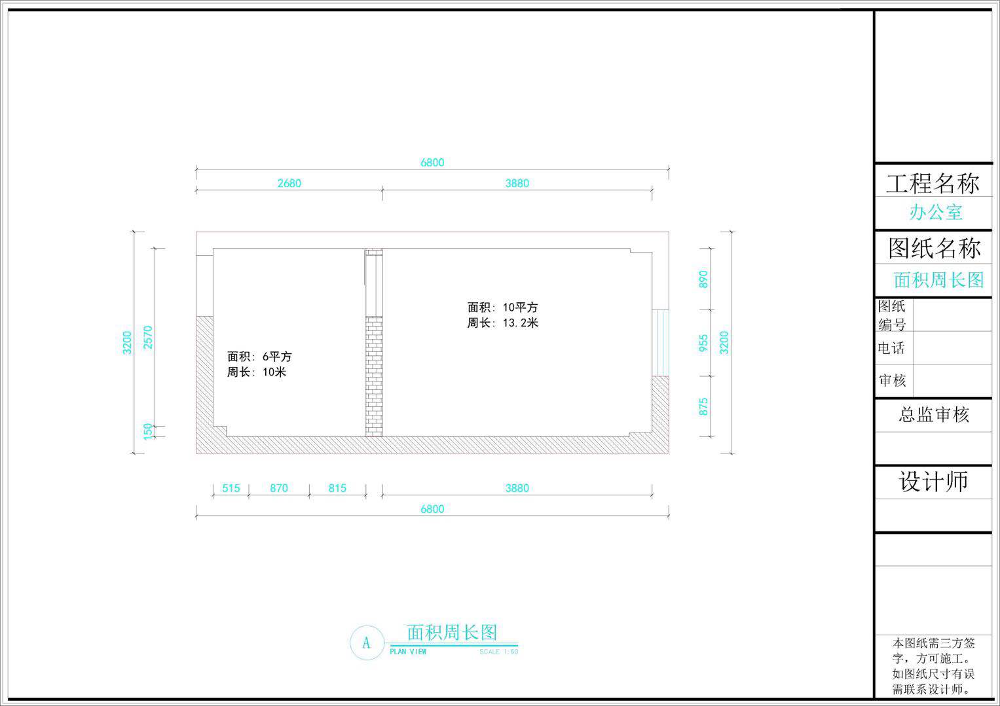 6800
2680
3880
3200
2570
150
890
955
875
3200
面积: 10平方
周长: 13.2米
面积: 6平方
周长: 10米
515
870
815
3880
6800
A
面积周长图
PLAN VIEW
SCALE 1:60
工程名称
办公室
图纸名称
面积周长图
图纸
编号
电话
审核
总监审核
设计师
本图纸需三方签
字，方可施工。
如图纸尺寸有误
需联系设计师。